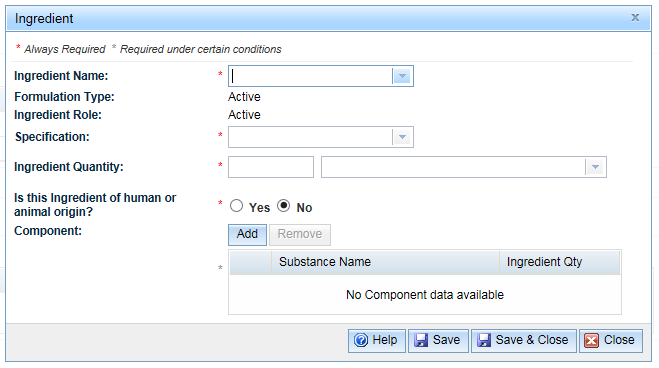 Ingredient x
* Always Required * Required under certain conditions
Ingredient Name: *
Formulation Type: Active
Ingredient Role: Active
Specification: *
Ingredient Quantity: *
Is this Ingredient of human or
animal origin? * Yes No
Component: Add Remove
* Substance Name Ingredient Qty
No Component data available
Help Save Save & Close Close